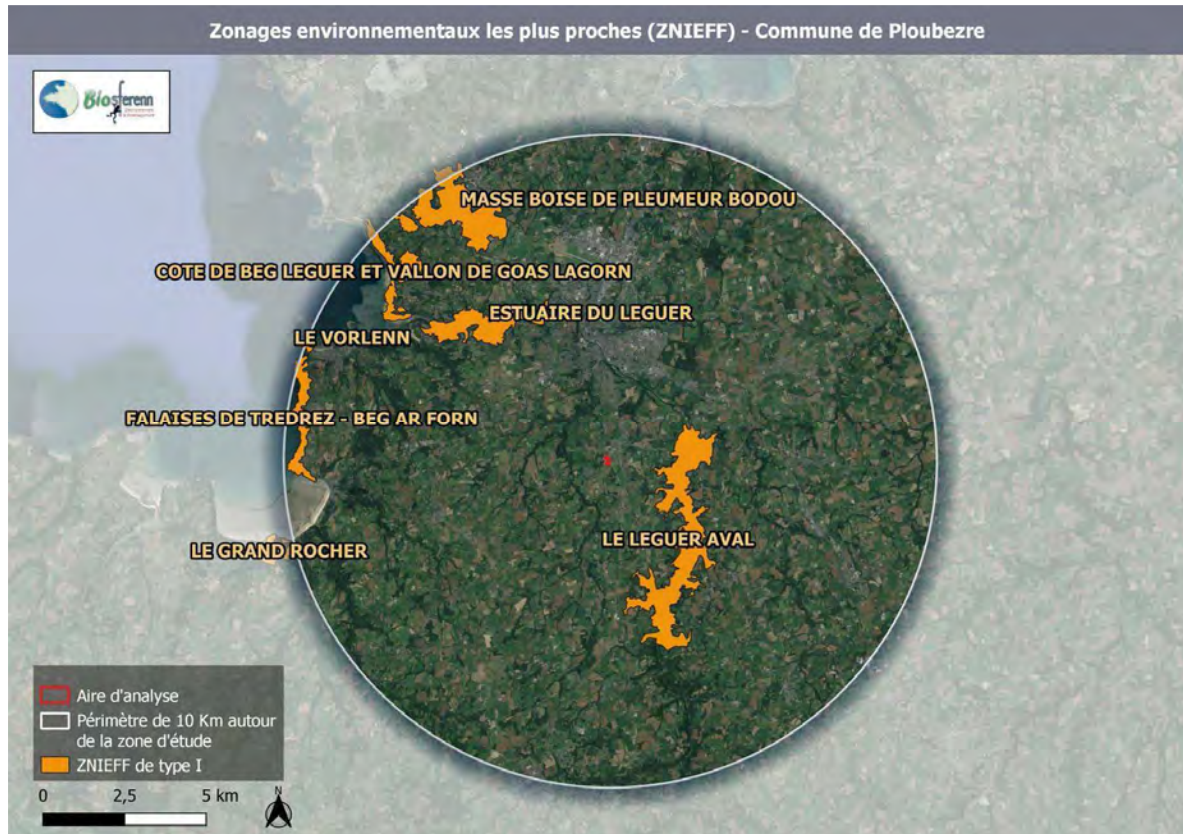 Zonages environnementaux les plus proches (ZNIEFF) - Commune de Ploubezre
Biosferenn
MASSE BOISE DE PLEUMEUR BODOU
COTE DE BEG LEGUER ET VALLON DE GOAS LAGORN
ESTUAIRE DU LEGUER
LE VORLENN
FALAISES DE TREDREZ - BEG AR FORN
LE LEGUER AVAL
LE GRAND ROCHER
Aire d'analyse
Périmètre de 10 Km autour
de la zone d'étude
ZNIEFF de type I
0 2,5 5 km
N